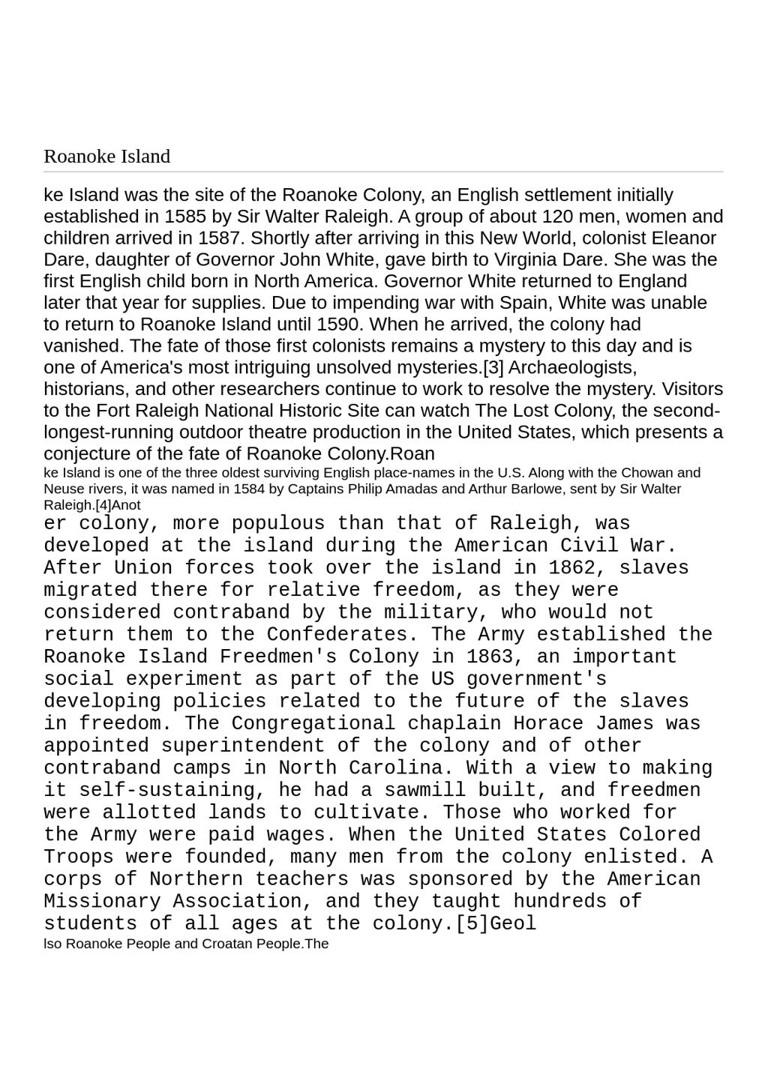 Roanoke Island
ke Island was the site of the Roanoke Colony, an English settlement initially
established in 1585 by Sir Walter Raleigh. A group of about 120 men, women and
children arrived in 1587. Shortly after arriving in this New World, colonist Eleanor
Dare, daughter of Governor John White, gave birth to Virginia Dare. She was the
first English child born in North America. Governor White returned to England
later that year for supplies. Due to impending war with Spain, White was unable
to return to Roanoke Island until 1590. When he arrived, the colony had
vanished. The fate of those first colonists remains a mystery to this day and is
one of America's most intriguing unsolved mysteries.[3] Archaeologists,
historians, and other researchers continue to work to resolve the mystery. Visitors
to the Fort Raleigh National Historic Site can watch The Lost Colony, the second-
longest-running outdoor theatre production in the United States, which presents a
conjecture of the fate of Roanoke Colony.Roan
ke Island is one of the three oldest surviving English place-names in the U.S. Along with the Chowan and
Neuse rivers, it was named in 1584 by Captains Philip Amadas and Arthur Barlowe, sent by Sir Walter
Raleigh.[4]Anot
er colony, more populous than that of Raleigh, was
developed at the island during the American Civil War.
After Union forces took over the island in 1862, slaves
migrated there for relative freedom, as they were
considered contraband by the military, who would not
return them to the Confederates. The Army established the
Roanoke Island Freedmen's Colony in 1863, an important
social experiment as part of the US government's
developing policies related to the future of the slaves
in freedom. The Congregational chaplain Horace James was
appointed superintendent of the colony and of other
contraband camps in North Carolina. With a view to making
it self-sustaining, he had a sawmill built, and freedmen
were allotted lands to cultivate. Those who worked for
the Army were paid wages. When the United States Colored
Troops were founded, many men from the colony enlisted. A
corps of Northern teachers was sponsored by the American
Missionary Association, and they taught hundreds of
students of all ages at the colony.[5]Geol
lso Roanoke People and Croatan People.The